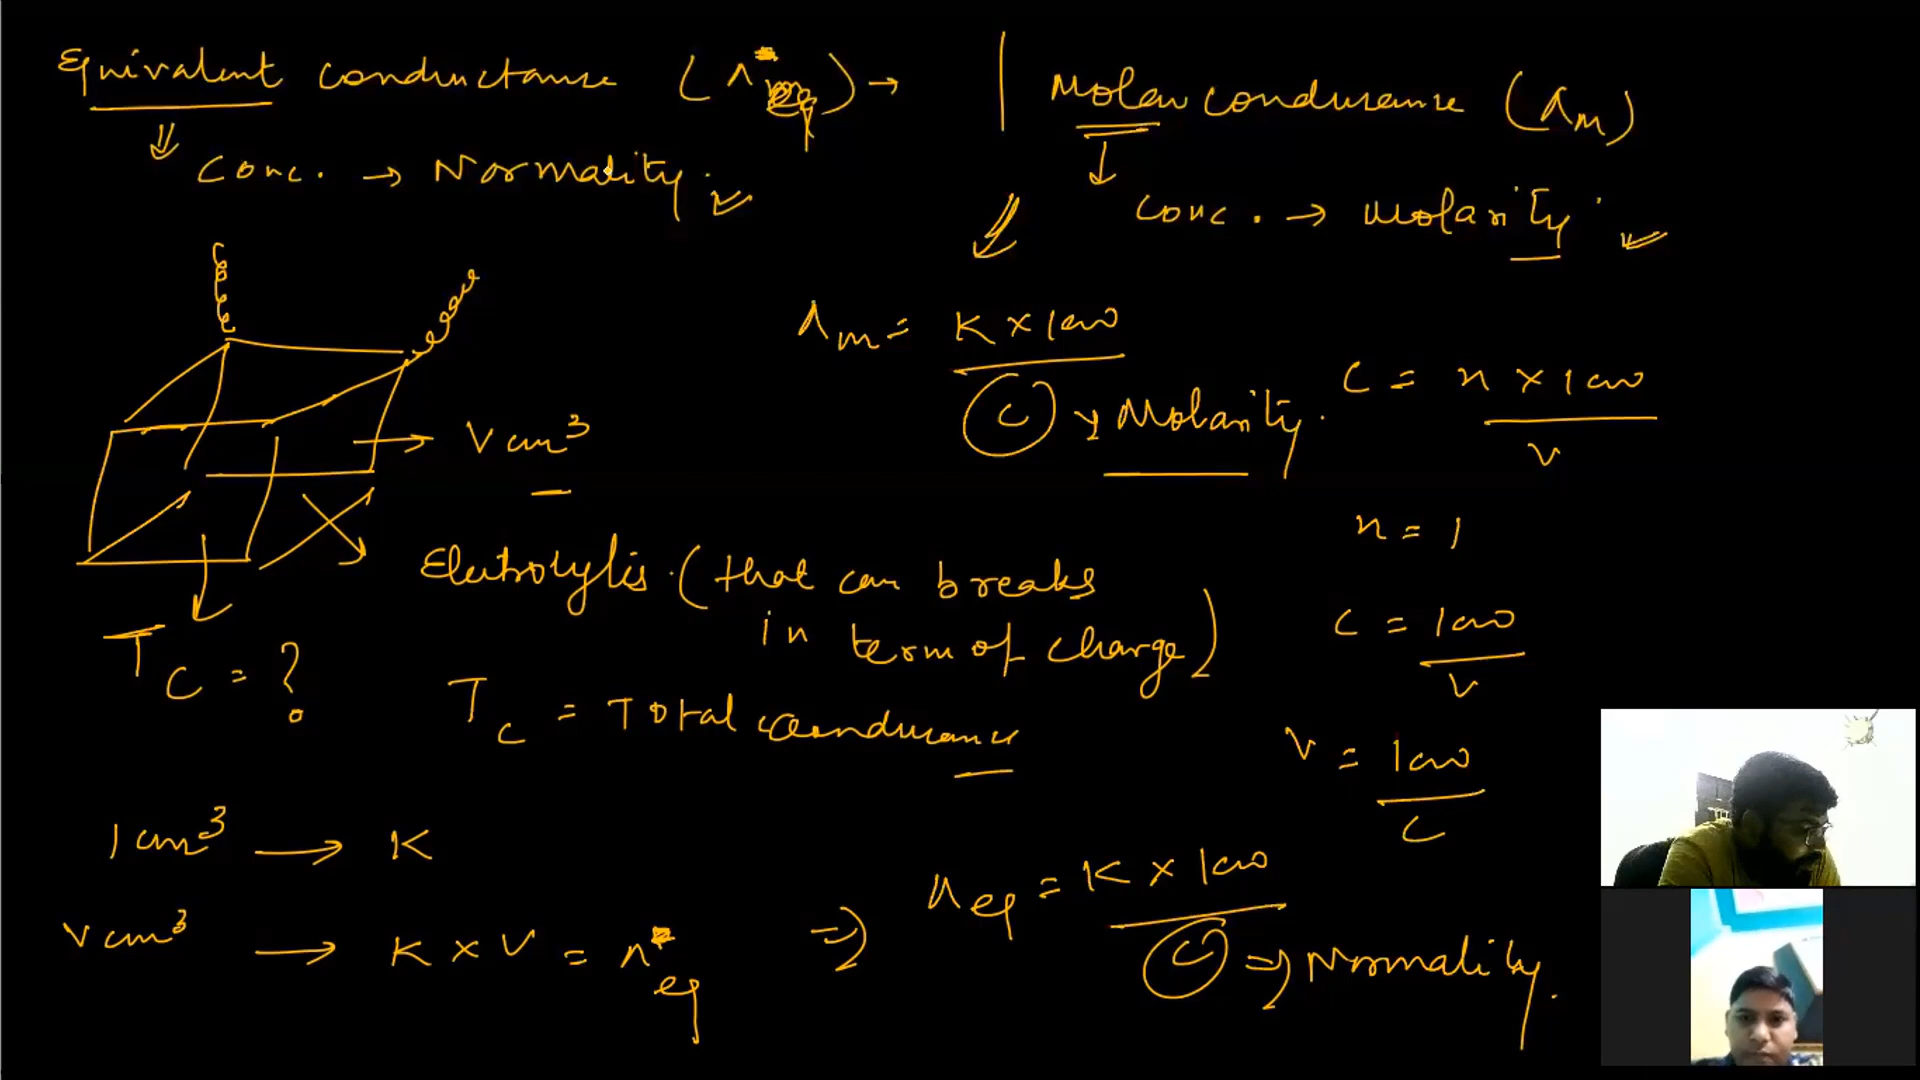 Equivalent conductance (Λeq) →
⇓
conc. → Normality.
Molar conductance (Λm)
↓
conc. → Molarity
Λm = K × 1000 / C → Molarity.
C = n × 1000 / V
V cm³
n = 1
Electrolytis. (that can breaks
in term of charge)
C = 1000 / V
Tc = ?
Tc = Total conductance
V = 1000 / C
1 cm³ → K
V cm³ → K × V = Λeq
⇒ Λeq = K × 1000 / C ⇒ Normality.